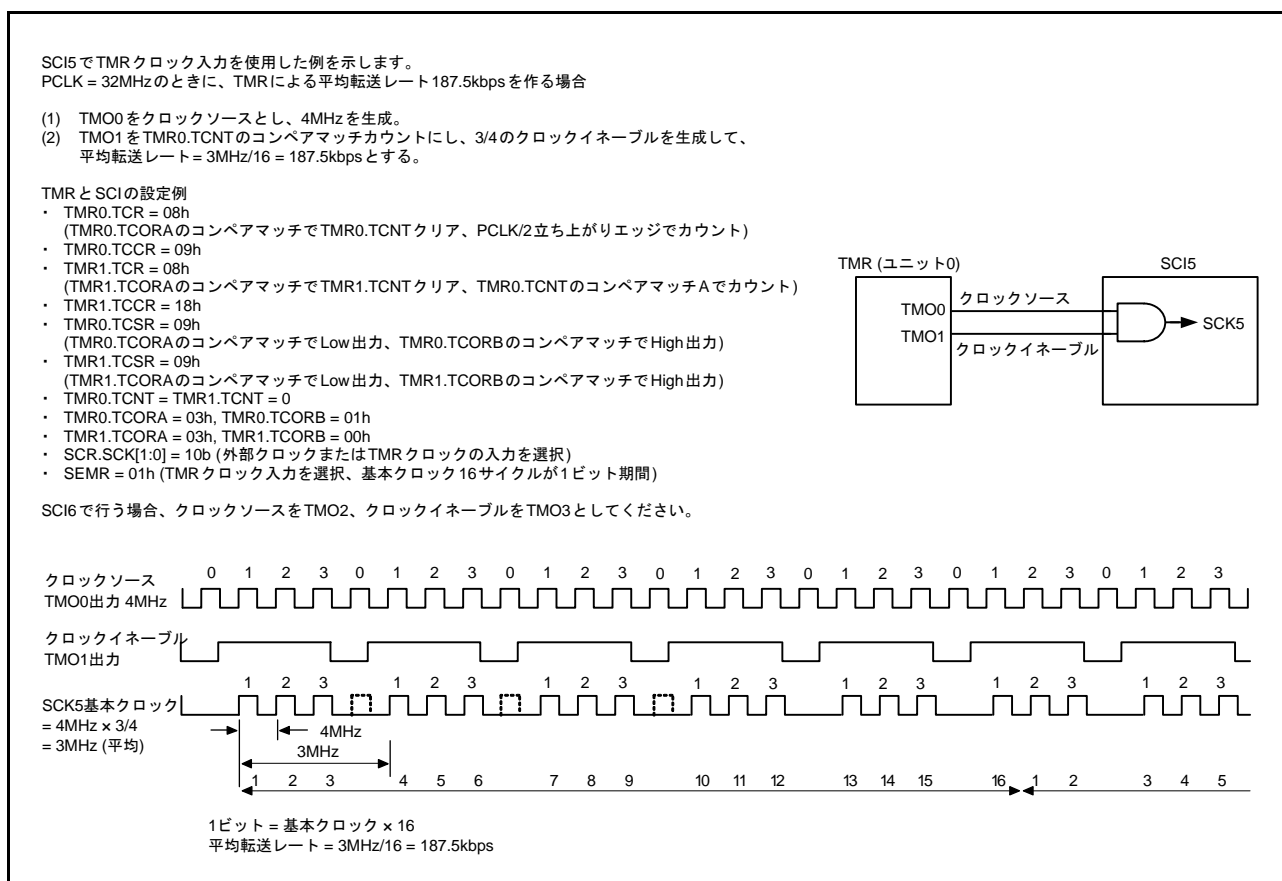 SCI5でTMRクロック入力を使用した例を示します。
PCLK = 32MHzのときに、TMRによる平均転送レート187.5kbpsを作る場合
(1) TMO0をクロックソースとし、4MHzを生成。
(2) TMO1をTMR0.TCNTのコンペアマッチカウントにし、3/4のクロックイネーブルを生成して、
平均転送レート= 3MHz/16 = 187.5kbpsとする。
TMRとSCIの設定例
・ TMR0.TCR = 08h
(TMR0.TCORAのコンペアマッチでTMR0.TCNTクリア、PCLK/2立ち上がりエッジでカウント)
・ TMR0.TCCR = 09h
・ TMR1.TCR = 08h
(TMR1.TCORAのコンペアマッチでTMR1.TCNTクリア、TMR0.TCNTのコンペアマッチAでカウント)
・ TMR1.TCCR = 18h
・ TMR0.TCSR = 09h
(TMR0.TCORAのコンペアマッチでLow出力、TMR0.TCORBのコンペアマッチでHigh出力)
・ TMR1.TCSR = 09h
(TMR1.TCORAのコンペアマッチでLow出力、TMR1.TCORBのコンペアマッチでHigh出力)
・ TMR0.TCNT = TMR1.TCNT = 0
・ TMR0.TCORA = 03h, TMR0.TCORB = 01h
・ TMR1.TCORA = 03h, TMR1.TCORB = 00h
・ SCR.SCK[1:0] = 10b (外部クロックまたはTMRクロックの入力を選択)
・ SEMR = 01h (TMRクロック入力を選択、基本クロック16サイクルが1ビット期間)
TMR (ユニット0)
SCI5
TMO0
クロックソース
TMO1
クロックイネーブル
SCK5
SCI6で行う場合、クロックソースをTMO2、クロックイネーブルをTMO3としてください。
クロックソース
TMO0出力 4MHz
0 1 2 3 0 1 2 3 0 1 2 3 0 1 2 3 0 1 2 3 0 1 2 3 0 1 2 3
クロックイネーブル
TMO1出力
1 2 3 1 2 3 1 2 3 1 2 3 1 2 3 1 2 3 1 2 3
SCK5基本クロック
= 4MHz x 3/4
= 3MHz (平均)
4MHz
3MHz
1 2 3 4 5 6 7 8 9 10 11 12 13 14 15 16 1 2 3 4 5
1ビット = 基本クロック x 16
平均転送レート = 3MHz/16 = 187.5kbps